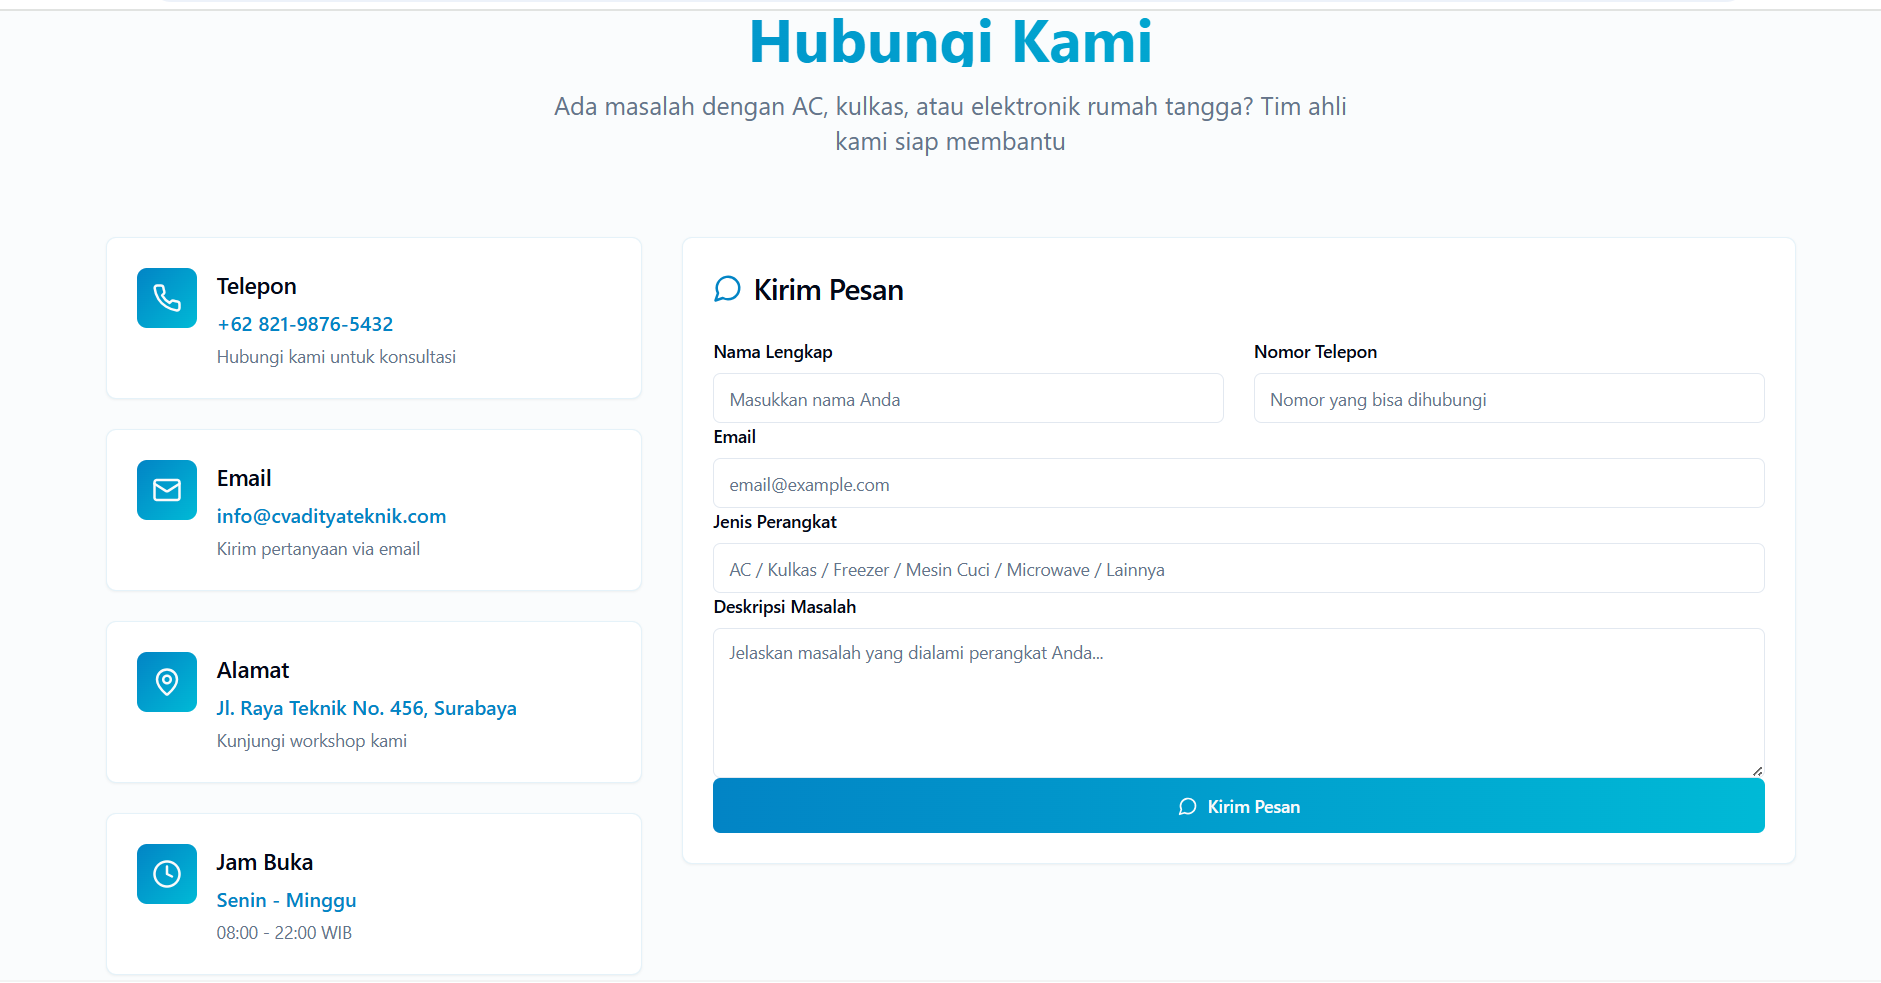 Hubungi Kami
Ada masalah dengan AC, kulkas, atau elektronik rumah tangga? Tim ahli
kami siap membantu
Telepon
+62 821-9876-5432
Hubungi kami untuk konsultasi
Email
info@cvadityateknik.com
Kirim pertanyaan via email
Alamat
Jl. Raya Teknik No. 456, Surabaya
Kunjungi workshop kami
Jam Buka
Senin - Minggu
08:00 - 22:00 WIB
Kirim Pesan
Nama Lengkap
Masukkan nama Anda
Nomor Telepon
Nomor yang bisa dihubungi
Email
email@example.com
Jenis Perangkat
AC / Kulkas / Freezer / Mesin Cuci / Microwave / Lainnya
Deskripsi Masalah
Jelaskan masalah yang dialami perangkat Anda...
Kirim Pesan